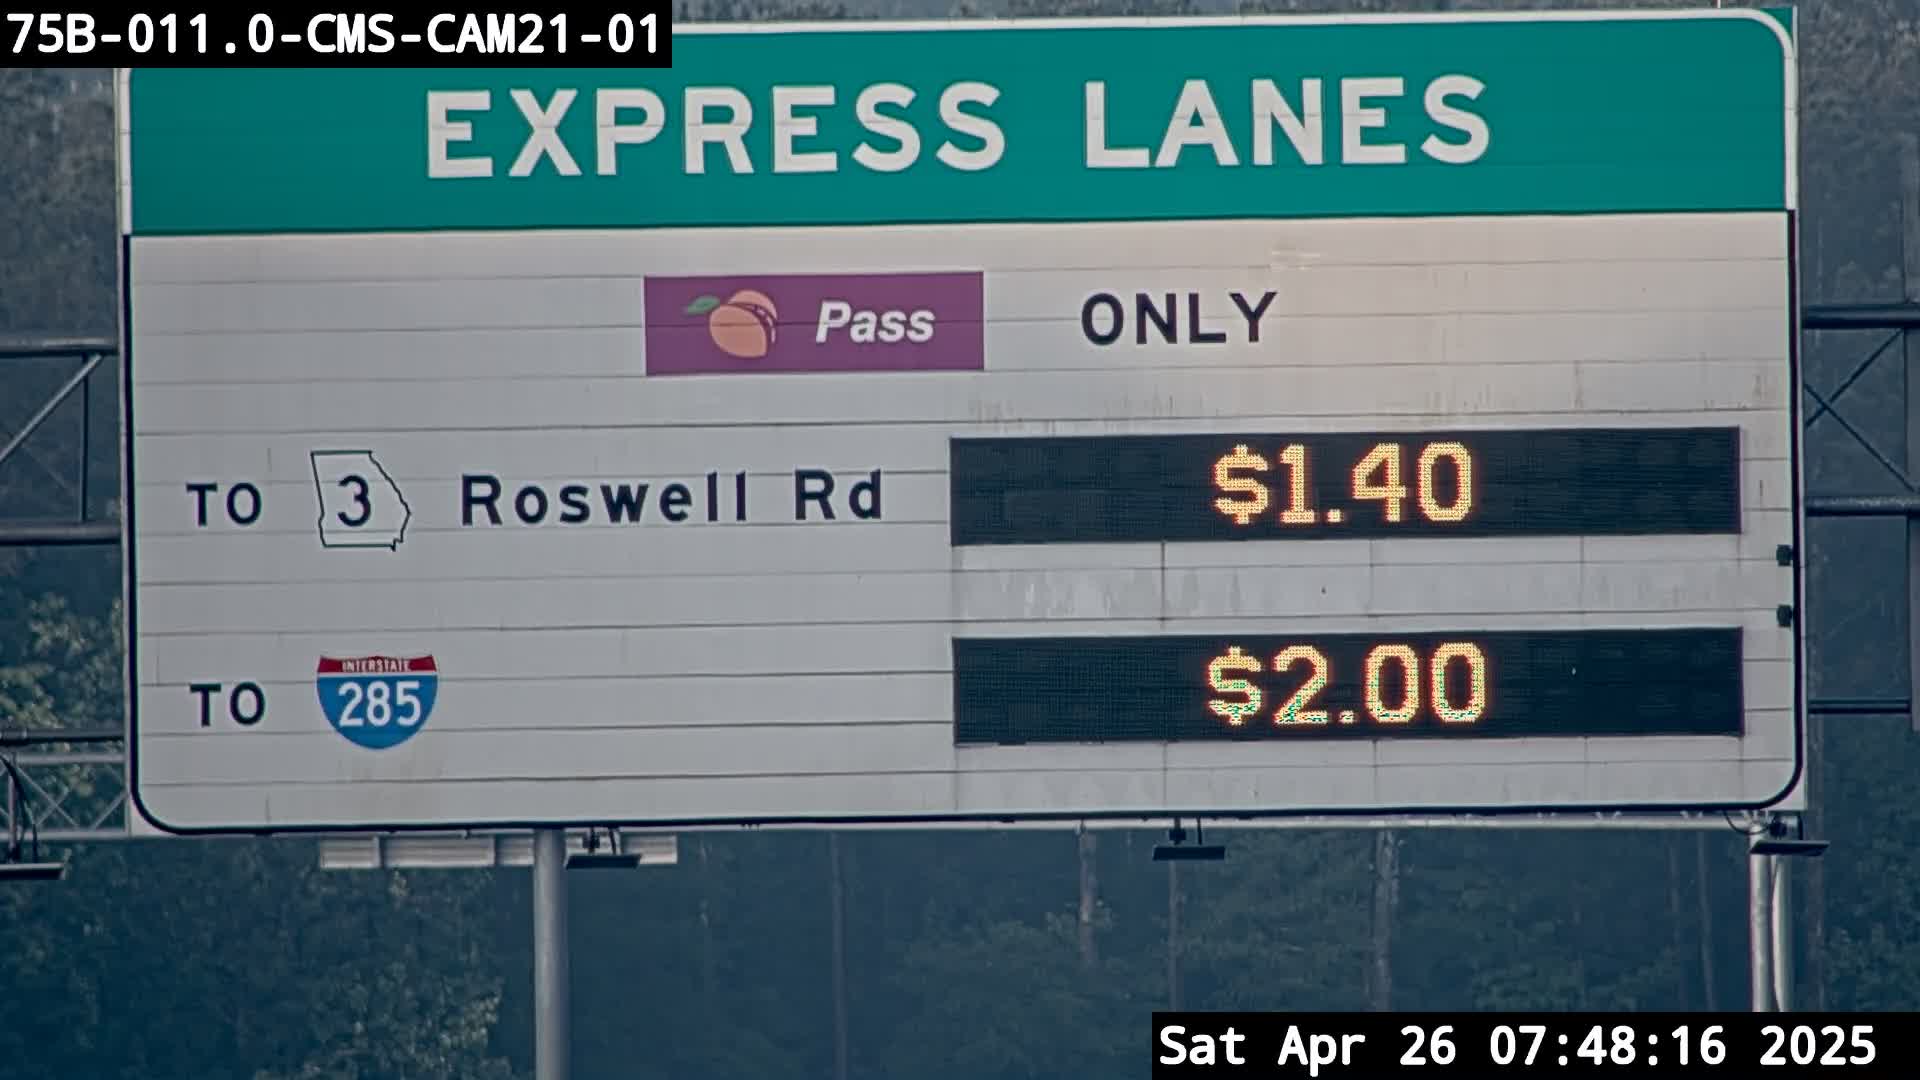 75B-011.0-CMS-CAM21-01
EXPRESS LANES
Pass ONLY
TO 3 Roswell Rd $1.40
INTERSTATE
TO 285 $2.00
Sat Apr 26 07:48:16 2025